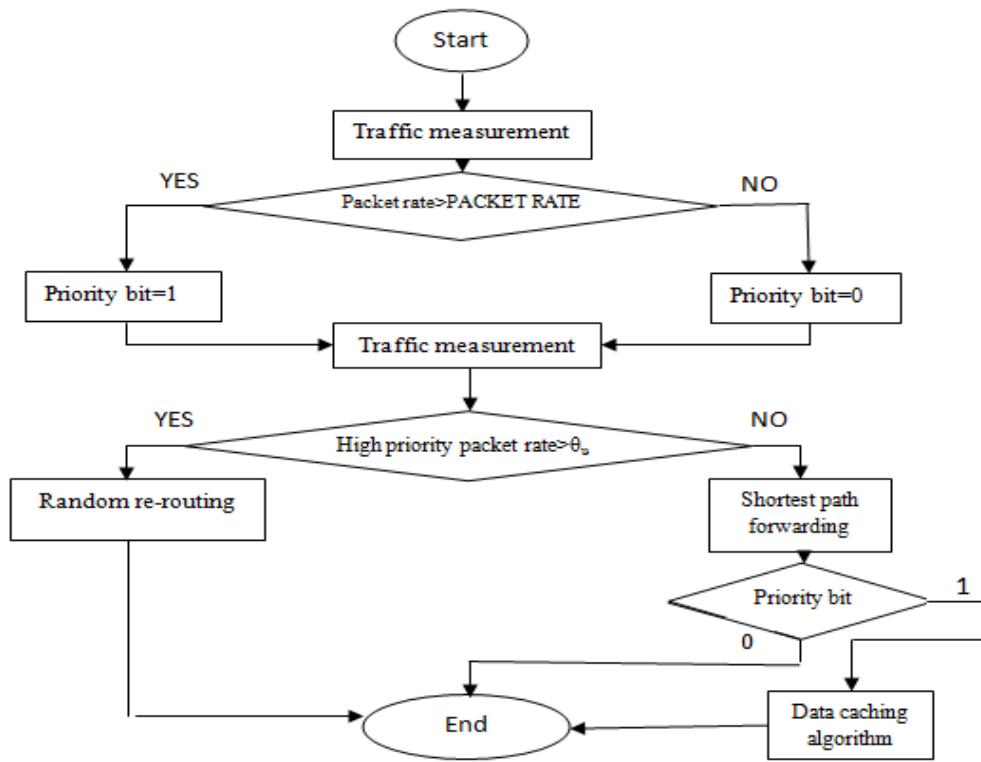 Start
Traffic measurement
YES
NO
Packet rate>PACKET RATE
Priority bit=1
Priority bit=0
Traffic measurement
YES
NO
High priority packet rate>θ
Random re-routing
Shortest path
forwarding
Priority bit
1
0
End
Data caching
algorithm